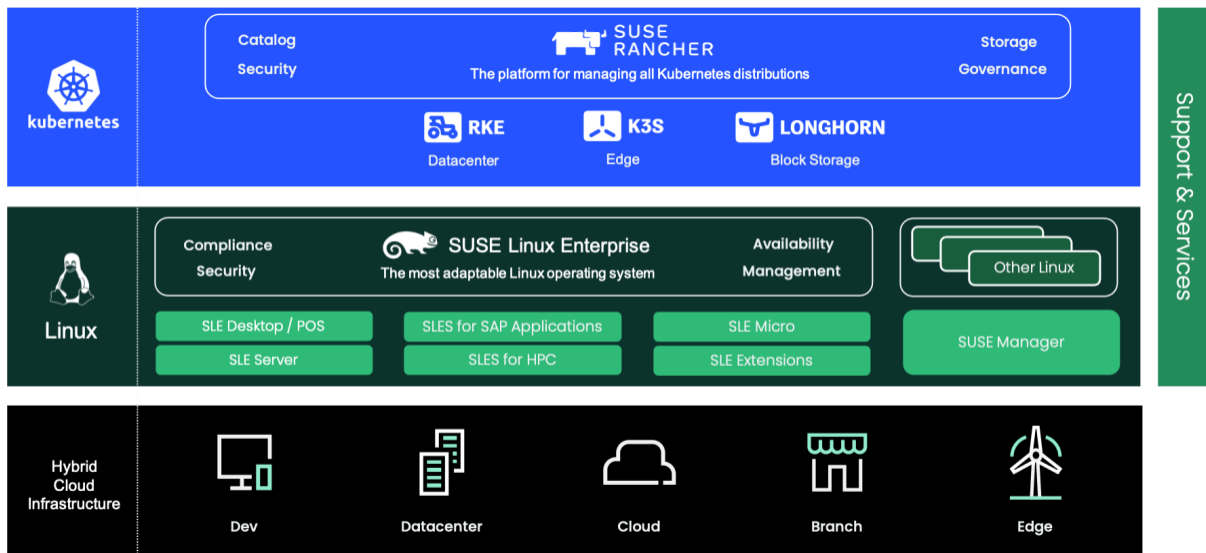 kubernetes
Catalog
Security
SUSE
RANCHER
The platform for managing all Kubernetes distributions
Storage
Governance
RKE
Datacenter
K3S
Edge
LONGHORN
Block Storage
Linux
Compliance
Security
SUSE Linux Enterprise
The most adaptable Linux operating system
Availability
Management
Other Linux
SLE Desktop / POS
SLES for SAP Applications
SLE Micro
SLE Server
SLES for HPC
SLE Extensions
SUSE Manager
Support & Services
Hybrid
Cloud
Infrastructure
Dev
Datacenter
Cloud
Branch
Edge